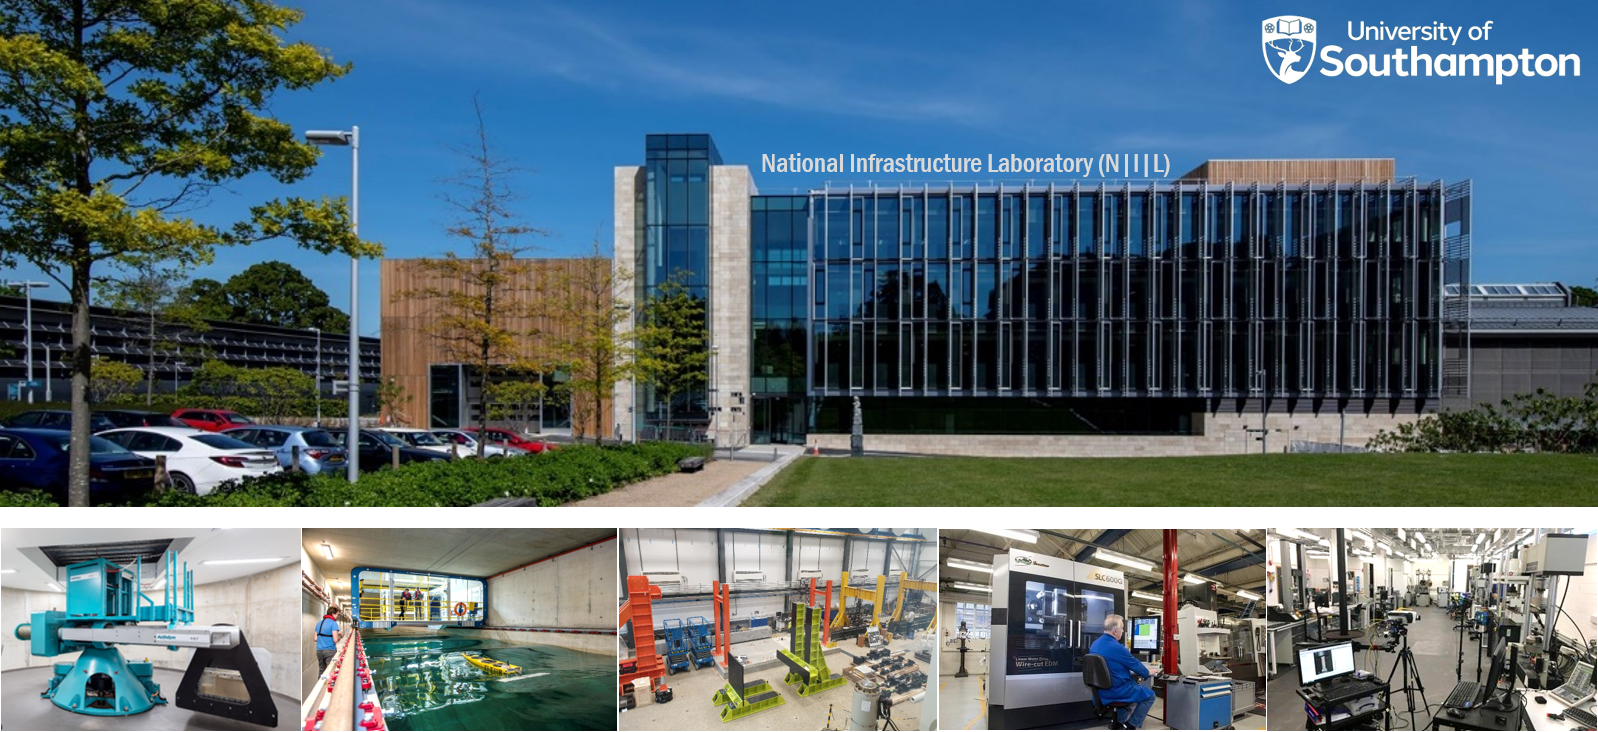 University of
Southampton
National Infrastructure Laboratory (N|I|L)
SLC600G
Wire-cut EDM